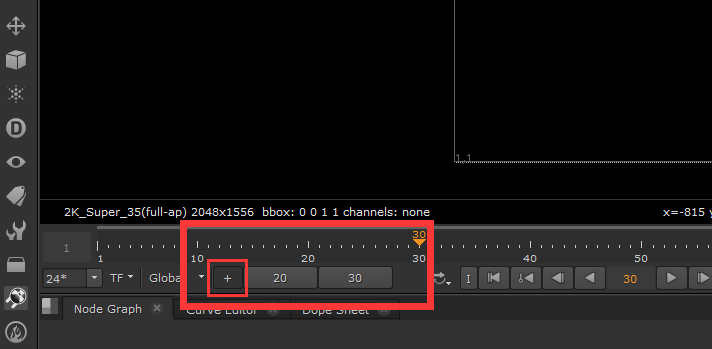 1,1
2K_Super_35(full-ap) 2048x1556 bbox: 0 0 1 1 channels: none x=-815
30
1
1 10 20 30 40 50
24* TF Globa + 20 30 I 30
Node Graph Curve Editor Dope Sheet
D